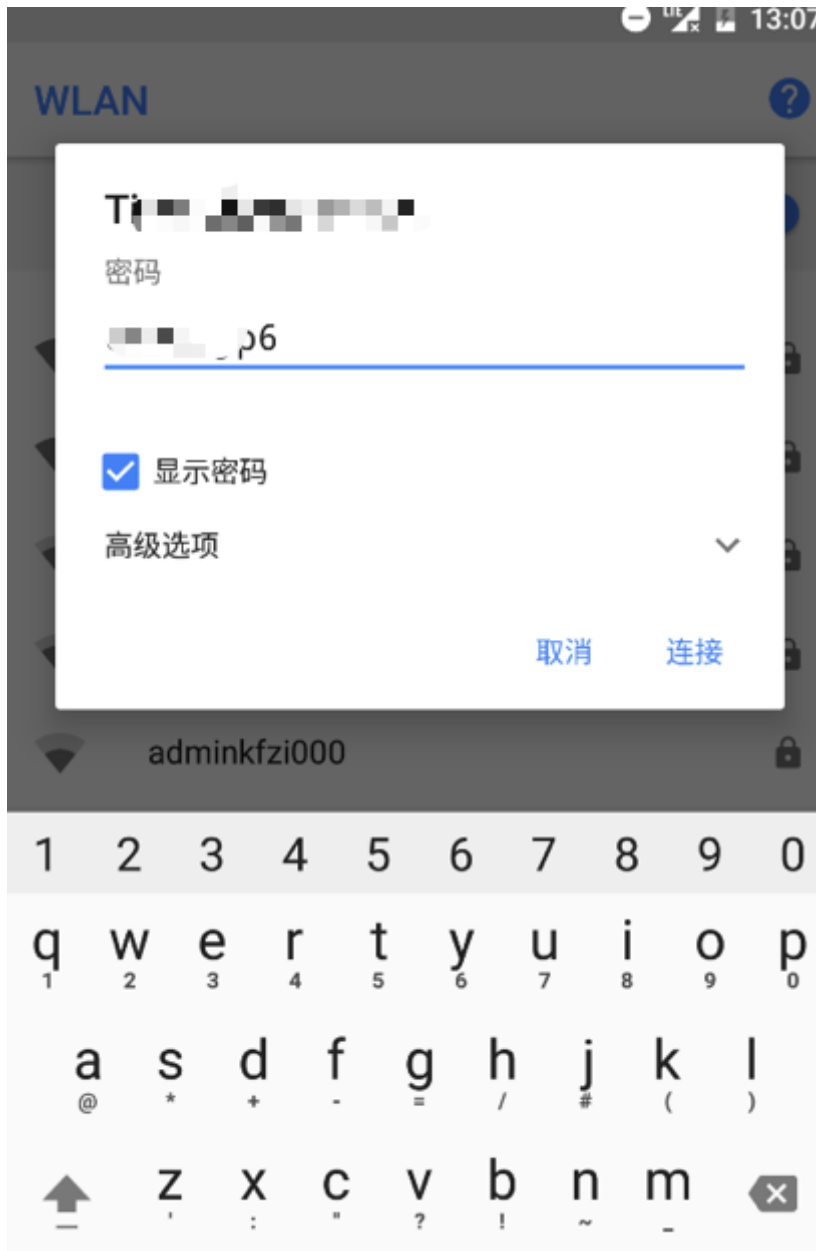 LTE 13:07
WLAN ?
密码
p6
显示密码
高级选项
取消 连接
adminkfzi000
1 2 3 4 5 6 7 8 9 0
q w e r t y u i o p
1 2 3 4 5 6 7 8 9 0
a s d f g h j k l
@ * + - = / # ( )
z x c v b n m
' : " ? ! ~ _